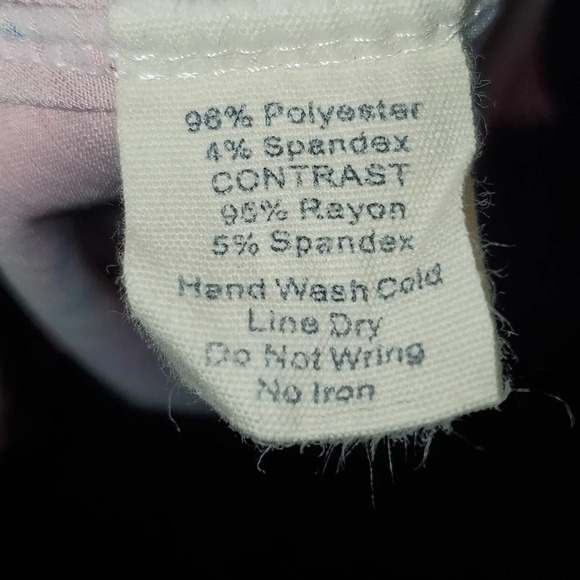 96% Polyester
4% Spandex
CONTRAST
95% Rayon
5% Spandex
Hand Wash Cold
Line Dry
Do Not Wring
No Iron